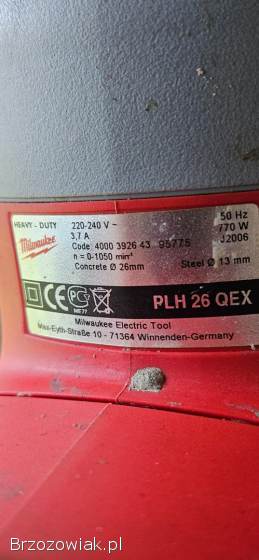 HEAVY - DUTY
Milwaukee
220-240 V ~ 50 Hz
3,7 A 770 W
Code: 4000 3926 43 95775 J2006
n = 0-1050 min⁻¹
Concrete Ø 26mm Steel Ø 13 mm
CE
ME77
PLH 26 QEX
Milwaukee Electric Tool
Max-Eyth-Straße 10 - 71364 Winnenden-Germany
Brzozowiak.pl